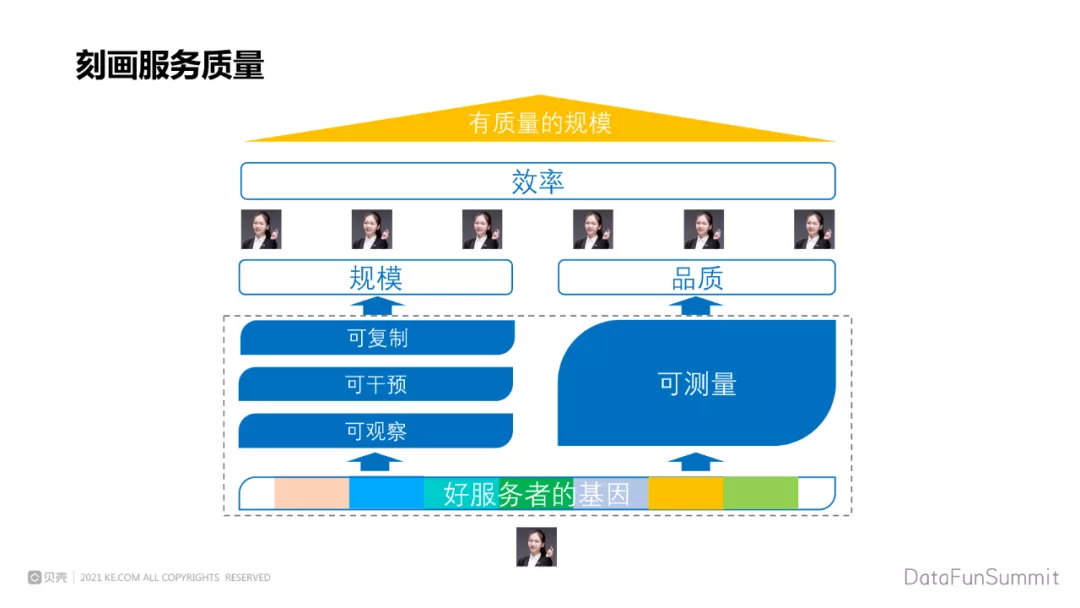 刻画服务质量
有质量的规模
效率
规模
品质
可复制
可干预
可观察
可测量
好服务者的基因
贝壳 2021 KE.COM ALL COPYRIGHTS RESERVED
DataFunSummit